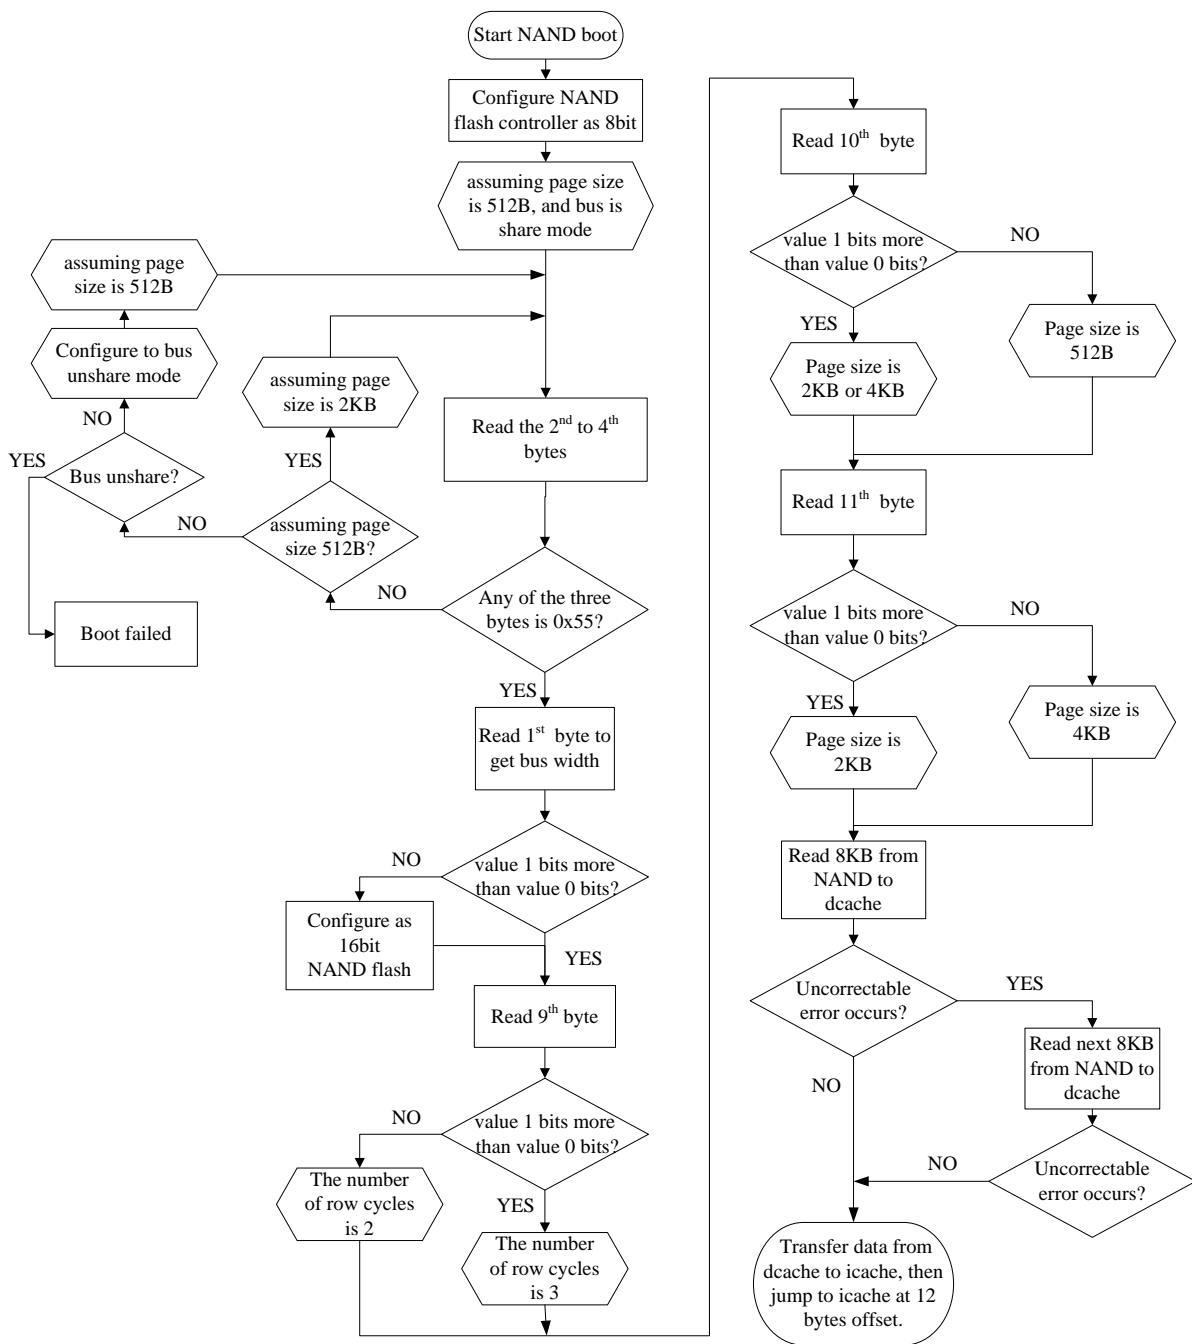 Start NAND boot
Configure NAND
flash controller as 8bit
assuming page size
is 512B, and bus is
share mode
assuming page
size is 512B
Configure to bus
unshare mode
NO
YES
Bus unshare?
NO
Boot failed
assuming page
size is 2KB
YES
assuming page
size 512B?
NO
Read the 2nd to 4th
bytes
Any of the three
bytes is 0x55?
YES
Read 1st byte to
get bus width
value 1 bits more
than value 0 bits?
NO
Configure as
16bit
NAND flash
YES
Read 9th byte
value 1 bits more
than value 0 bits?
NO
The number
of row cycles
is 2
YES
The number
of row cycles
is 3
Read 10th byte
value 1 bits more
than value 0 bits?
NO
YES
Page size is
512B
Page size is
2KB or 4KB
Read 11th byte
value 1 bits more
than value 0 bits?
NO
YES
Page size is
4KB
Page size is
2KB
Read 8KB from
NAND to
dcache
Uncorrectable
error occurs?
YES
NO
Read next 8KB
from NAND to
dcache
Uncorrectable
error occurs?
NO
Transfer data from
dcache to icache, then
jump to icache at 12
bytes offset.